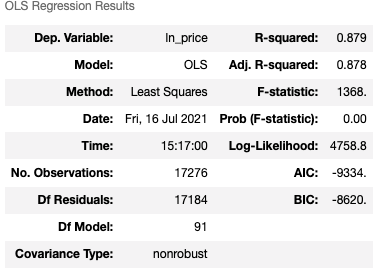 OLS Regression Results
Dep. Variable: ln_price R-squared: 0.879
Model: OLS Adj. R-squared: 0.878
Method: Least Squares F-statistic: 1368.
Date: Fri, 16 Jul 2021 Prob (F-statistic): 0.00
Time: 15:17:00 Log-Likelihood: 4758.8
No. Observations: 17276 AIC: -9334.
Df Residuals: 17184 BIC: -8620.
Df Model: 91
Covariance Type: nonrobust